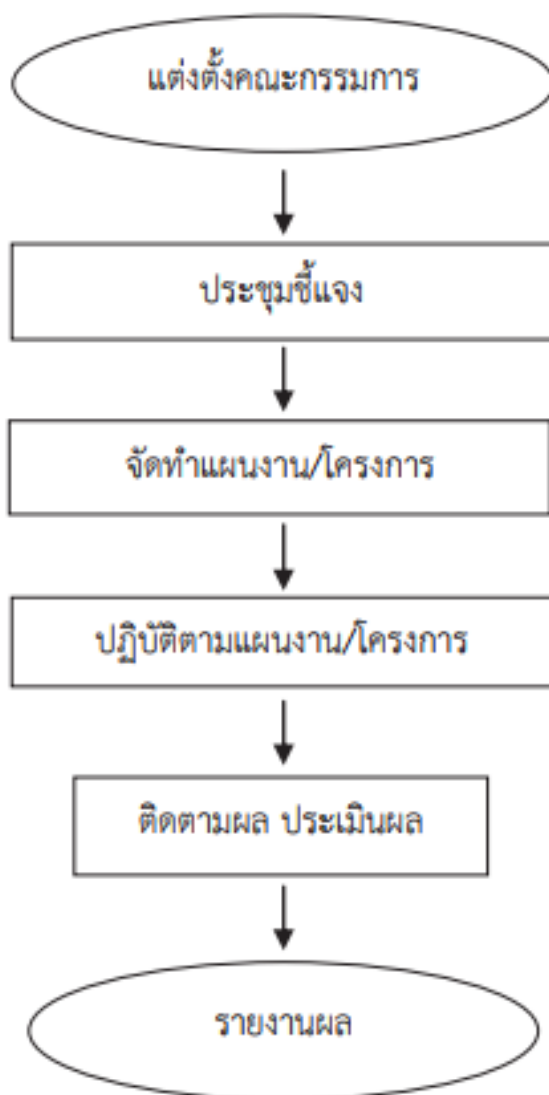 แต่งตั้งคณะกรรมการ
ประชุมชี้แจง
จัดทำแผนงาน/โครงการ
ปฏิบัติตามแผนงาน/โครงการ
ติดตามผล ประเมินผล
รายงานผล